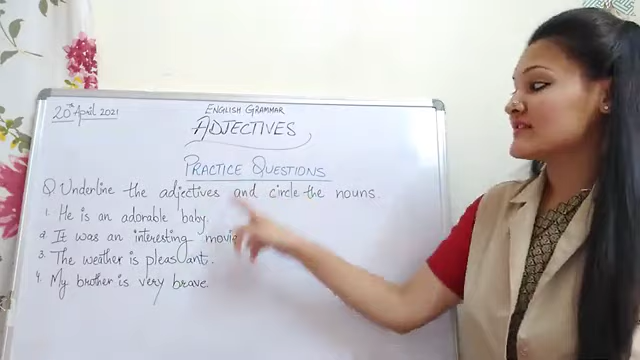 20th April 2021
ENGLISH GRAMMAR
ADJECTIVES
PRACTICE QUESTIONS
Q Underline the adjectives and circle the nouns.
1. He is an adorable baby.
2. It was an interesting movie
3. The weather is pleasant.
4. My brother is very brave.